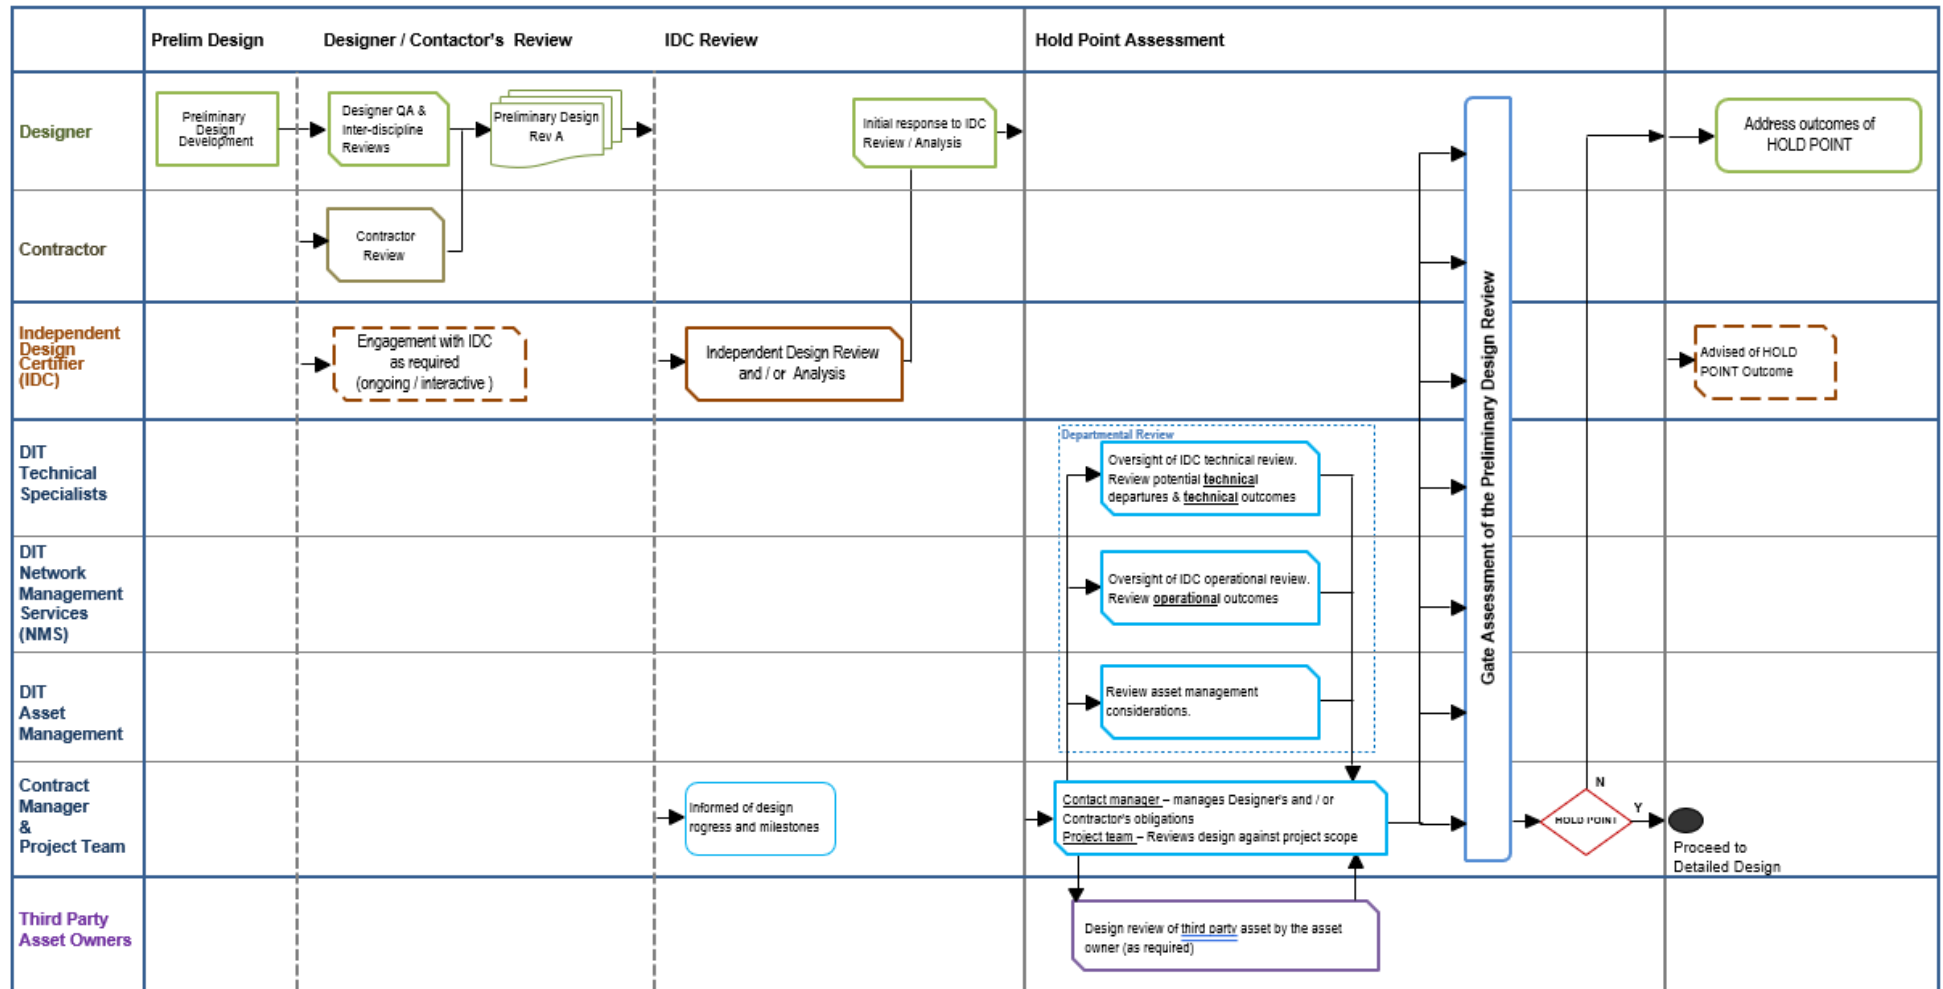 Prelim Design
Designer / Contactor's Review
IDC Review
Hold Point Assessment
Designer
Preliminary
Design
Development
Designer QA &
Inter-discipline
Reviews
Preliminary Design
Rev A
Initial response to IDC
Review / Analysis
Address outcomes of
HOLD POINT
Contractor
Contractor
Review
Independent
Design
Certifier
(IDC)
Engagement with IDC
as required
(ongoing / interactive )
Independent Design Review
and / or Analysis
Gate Assessment of the Preliminary Design Review
Advised of HOLD
POINT Outcome
DIT
Technical
Specialists
Departmental Review
Oversight of IDC technical review.
Review potential technical
departures & technical outcomes
DIT
Network
Management
Services
(NMS)
Oversight of IDC operational review.
Review operational outcomes
DIT
Asset
Management
Review asset management
considerations.
Contract
Manager
&
Project Team
Informed of design
rogress and milestones
Contact manager – manages Designer's and / or
Contractor's obligations
Project team – Reviews design against project scope
HOLD POINT
N
Y
Proceed to
Detailed Design
Third Party
Asset Owners
Design review of third party asset by the asset
owner (as required)